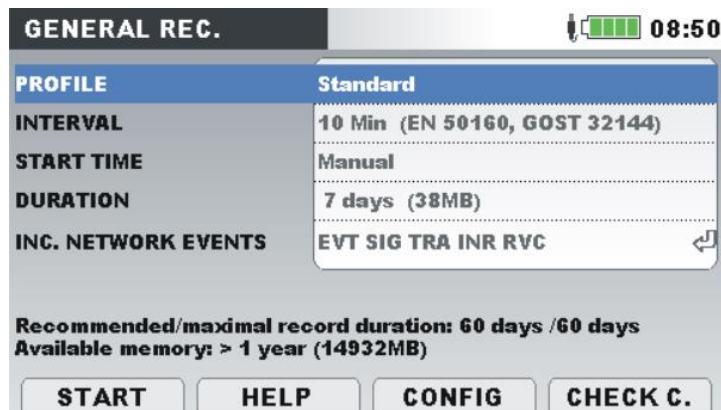 GENERAL REC. 08:50
PROFILE Standard
INTERVAL 10 Min (EN 50160, GOST 32144)
START TIME Manual
DURATION 7 days (38MB)
INC. NETWORK EVENTS EVT SIG TRA INR RVC
Recommended/maximal record duration: 60 days /60 days
Available memory: > 1 year (14932MB)
START HELP CONFIG CHECK C.